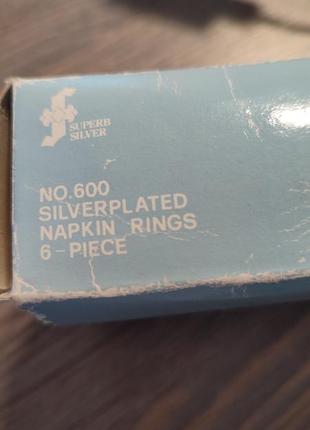 SUPERB
SILVER
NO.600
SILVERPLATED
NAPKIN RINGS
6-PIECE